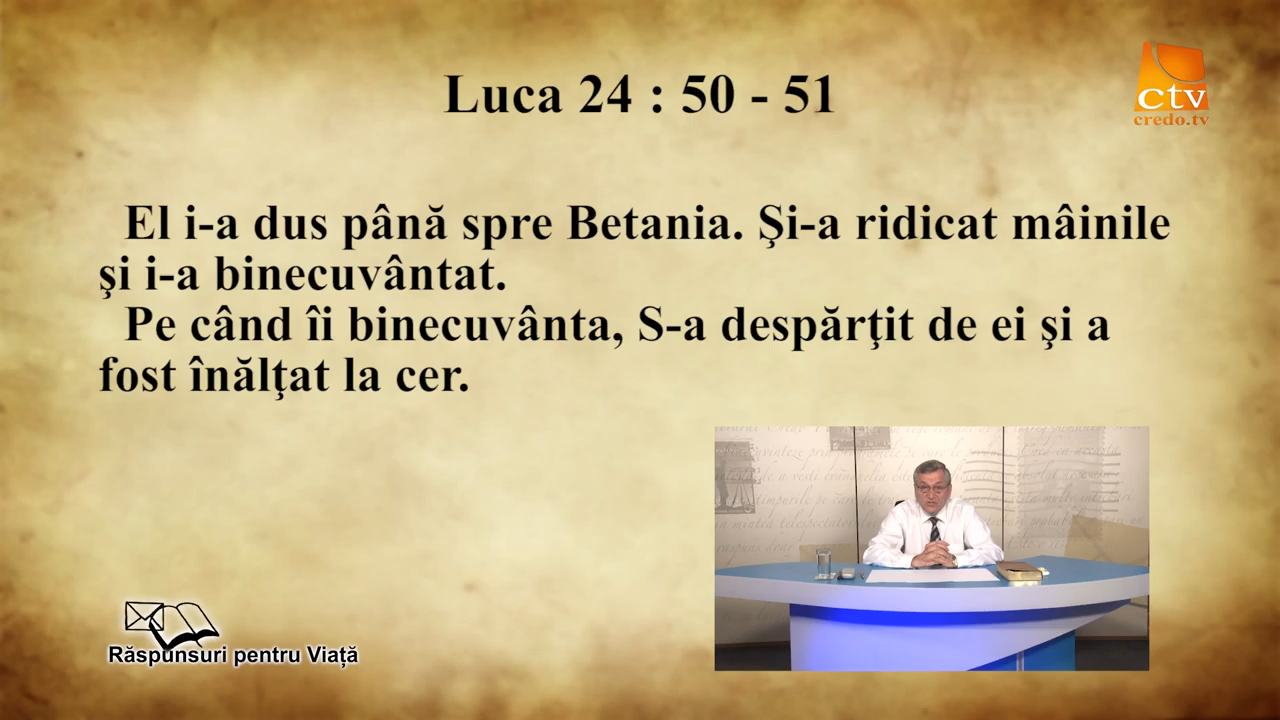 Luca 24 : 50 - 51
ctv
credo.tv
El i-a dus până spre Betania. Şi-a ridicat mâinile
şi i-a binecuvântat.
Pe când îi binecuvânta, S-a despărţit de ei şi a
fost înălţat la cer.
Răspunsuri pentru Viață